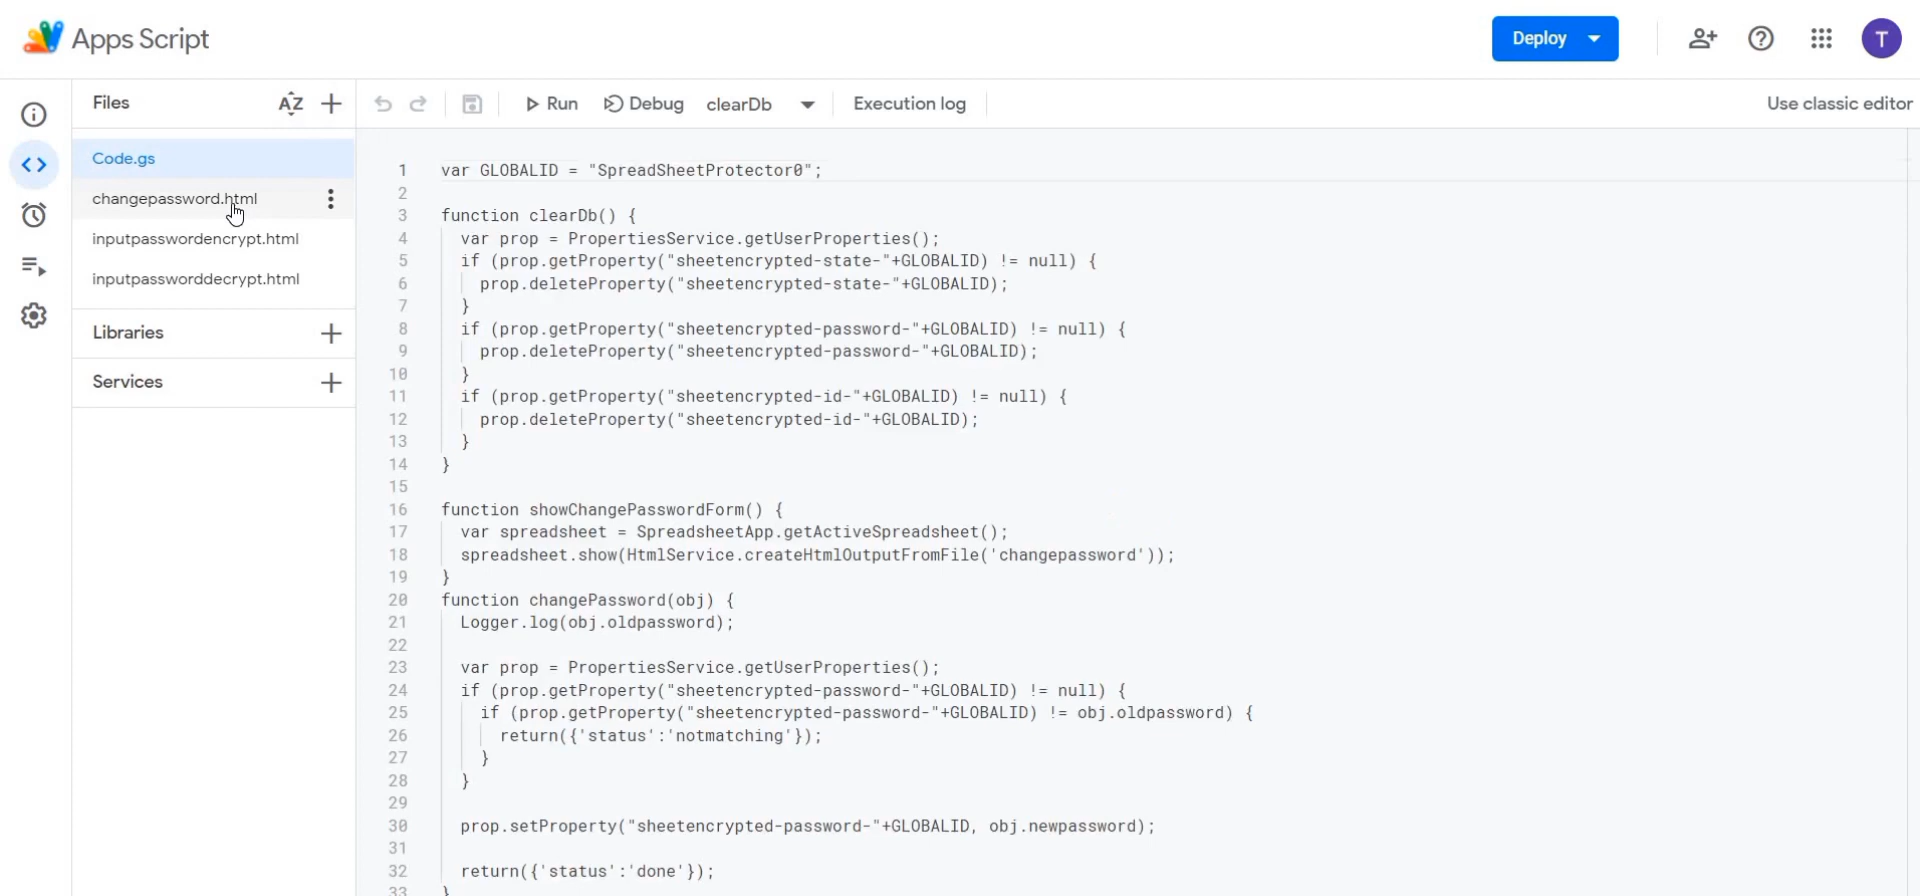 Apps Script
Deploy
T
Files
AZ
Run
Debug
clearDb
Execution log
Use classic editor
Code.gs
changepassword.html
inputpasswordencrypt.html
inputpassworddecrypt.html
Libraries
Services
1 var GLOBALID = "SpreadSheetProtector0";
2
3 function clearDb() {
4 var prop = PropertiesService.getUserProperties();
5 if (prop.getProperty("sheetencrypted-state-"+GLOBALID) != null) {
6 prop.deleteProperty("sheetencrypted-state-"+GLOBALID);
7 }
8 if (prop.getProperty("sheetencrypted-password-"+GLOBALID) != null) {
9 prop.deleteProperty("sheetencrypted-password-"+GLOBALID);
10 }
11 if (prop.getProperty("sheetencrypted-id-"+GLOBALID) != null) {
12 prop.deleteProperty("sheetencrypted-id-"+GLOBALID);
13 }
14 }
15
16 function showChangePasswordForm() {
17 var spreadsheet = SpreadsheetApp.getActiveSpreadsheet();
18 spreadsheet.show(HtmlService.createHtmlOutputFromFile('changepassword'));
19 }
20 function changePassword(obj) {
21 Logger.log(obj.oldpassword);
22
23 var prop = PropertiesService.getUserProperties();
24 if (prop.getProperty("sheetencrypted-password-"+GLOBALID) != null) {
25 if (prop.getProperty("sheetencrypted-password-"+GLOBALID) != obj.oldpassword) {
26 return({'status':'notmatching'});
27 }
28 }
29
30 prop.setProperty("sheetencrypted-password-"+GLOBALID, obj.newpassword);
31
32 return({'status':'done'});
33 }